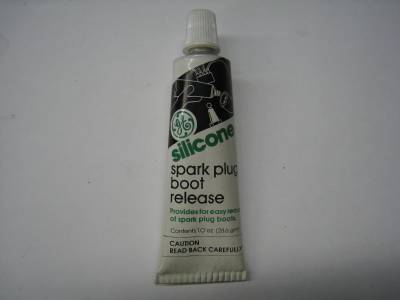 GE
silicone
spark plug
boot
release
Provides for easy
of spark plug boots.
Contents 1.0 oz.
CAUTION
READ BACK CAREFULLY